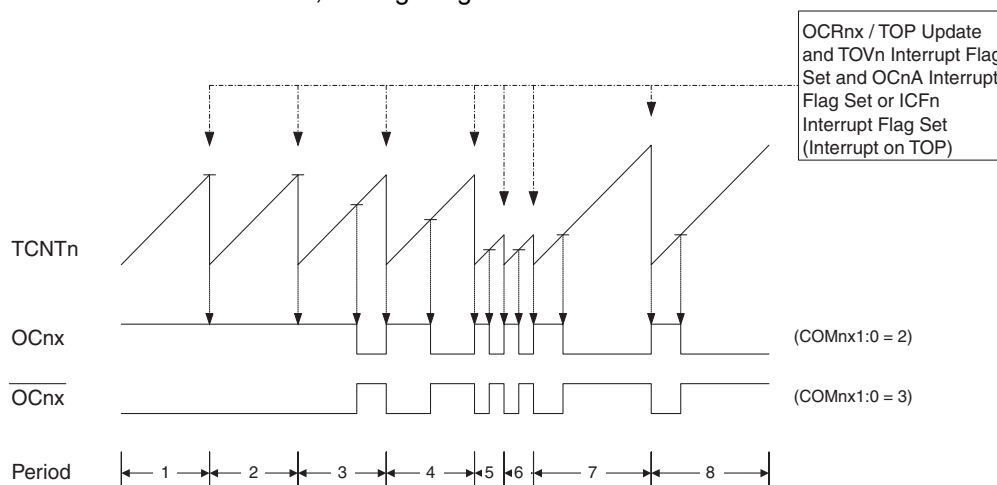 OCRnx / TOP Update
and TOVn Interrupt Flag
Set and OCnA Interrupt
Flag Set or ICFn
Interrupt Flag Set
(Interrupt on TOP)
TCNTn
OCnx
(COMnx1:0 = 2)
OCnx
(COMnx1:0 = 3)
Period
1
2
3
4
5
6
7
8